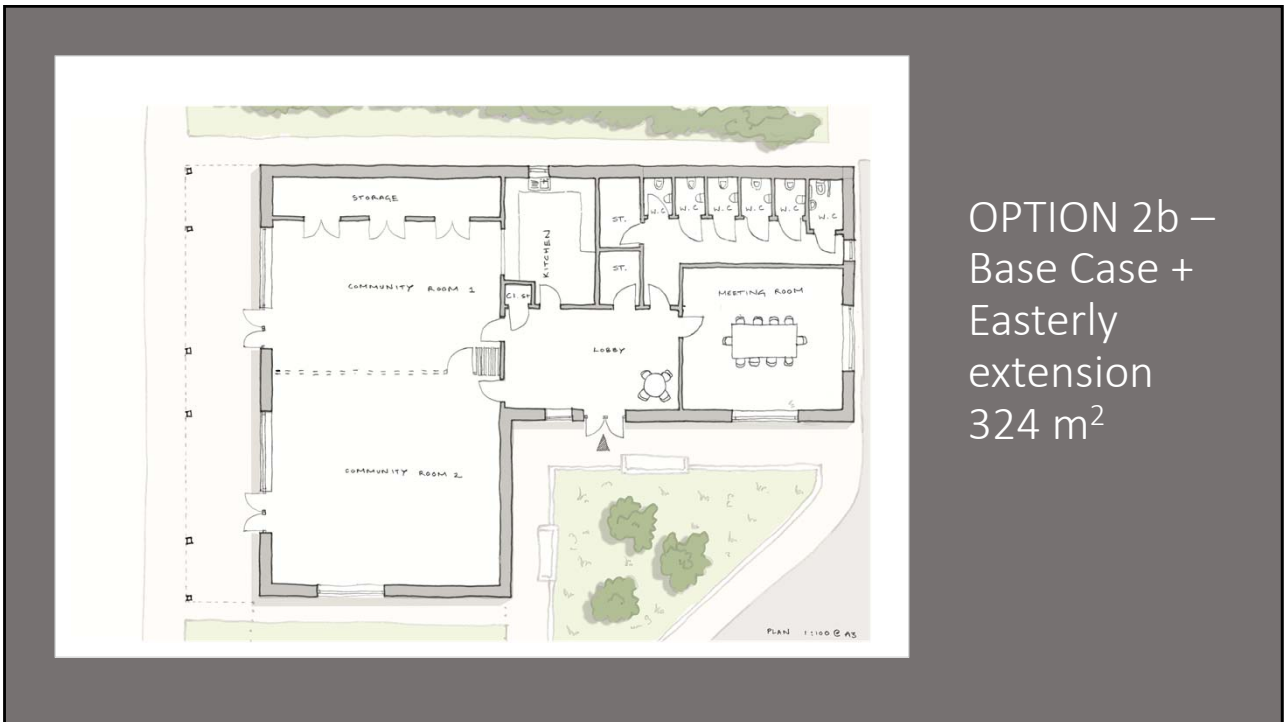 STORAGE
W.C
W.C
W.C
W.C
W.C
W.C
ST.
KITCHEN
ST.
COMMUNITY ROOM 1
CL. ST
MEETING ROOM
LOBBY
COMMUNITY ROOM 2
PLAN 1:100 @ A3
OPTION 2b –
Base Case +
Easterly
extension
324 m²